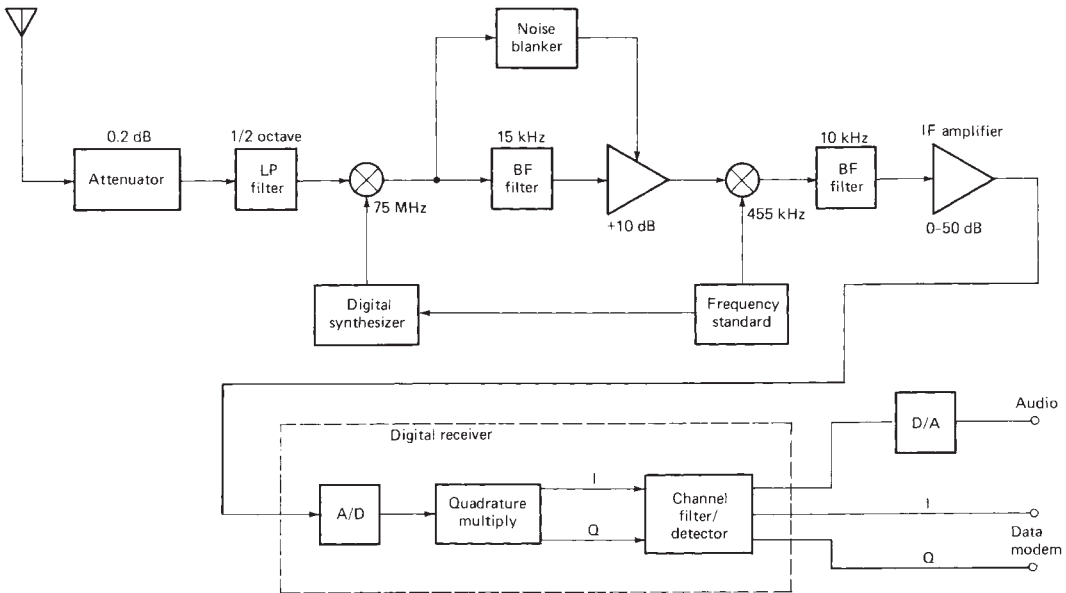 Noise
blanker
0.2 dB
1/2 octave
15 kHz
10 kHz
IF amplifier
Attenuator
LP
filter
BF
filter
BF
filter
75 MHz
+10 dB
455 kHz
0-50 dB
Digital
synthesizer
Frequency
standard
Digital receiver
D/A
Audio
A/D
Quadrature
multiply
I
Q
Channel
filter/
detector
I
Data
modem
Q